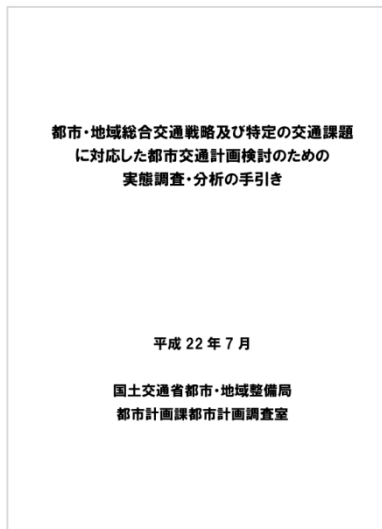 都市・地域総合交通戦略及び特定の交通課題
に対応した都市交通計画検討のための
実態調査・分析の手引き
平成 22 年 7 月
国土交通省都市・地域整備局
都市計画課都市計画調査室